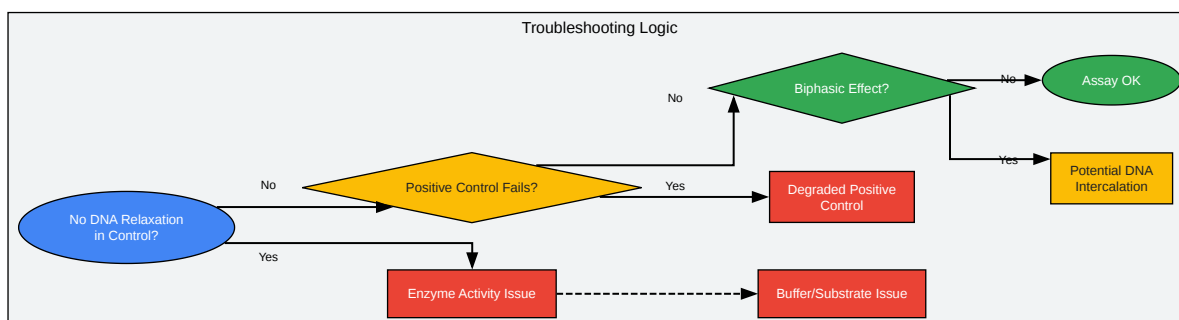 Troubleshooting Logic
No DNA Relaxation
in Control?
No
Yes
Positive Control Fails?
No
Yes
Enzyme Activity Issue
Buffer/Substrate Issue
Degraded Positive
Control
Biphasic Effect?
No
Yes
Assay OK
Potential DNA
Intercalation